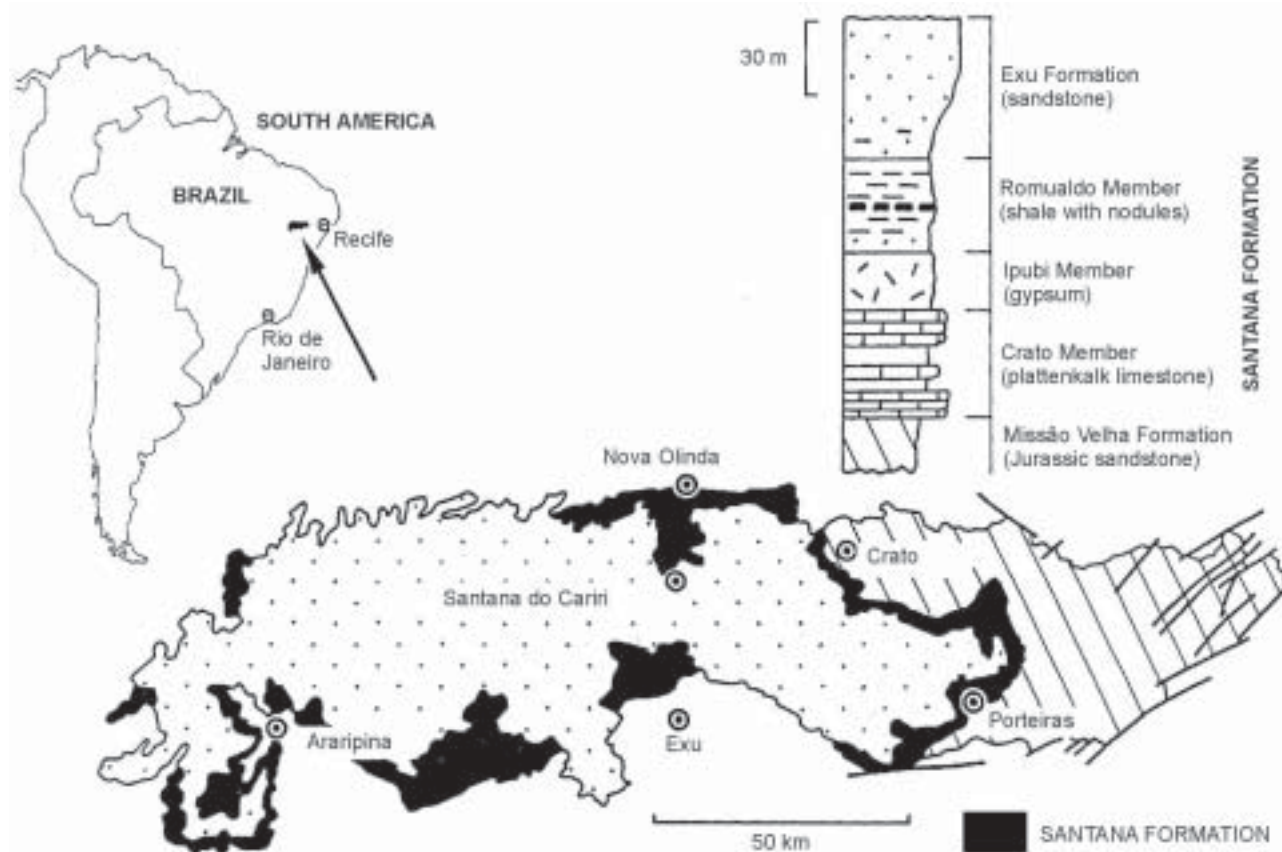 30 m
Exu Formation
(sandstone)
SOUTH AMERICA
BRAZIL
Romualdo Member
(shale with nodules)
Recife
Ipubi Member
(gypsum)
Rio de
Janeiro
Crato Member
(plattenkalk limestone)
SANTANA FORMATION
Missão Velha Formation
(Jurassic sandstone)
Nova Olinda
Crato
Santana do Cariri
Araripina
Exu
Porteiras
50 km
SANTANA FORMATION